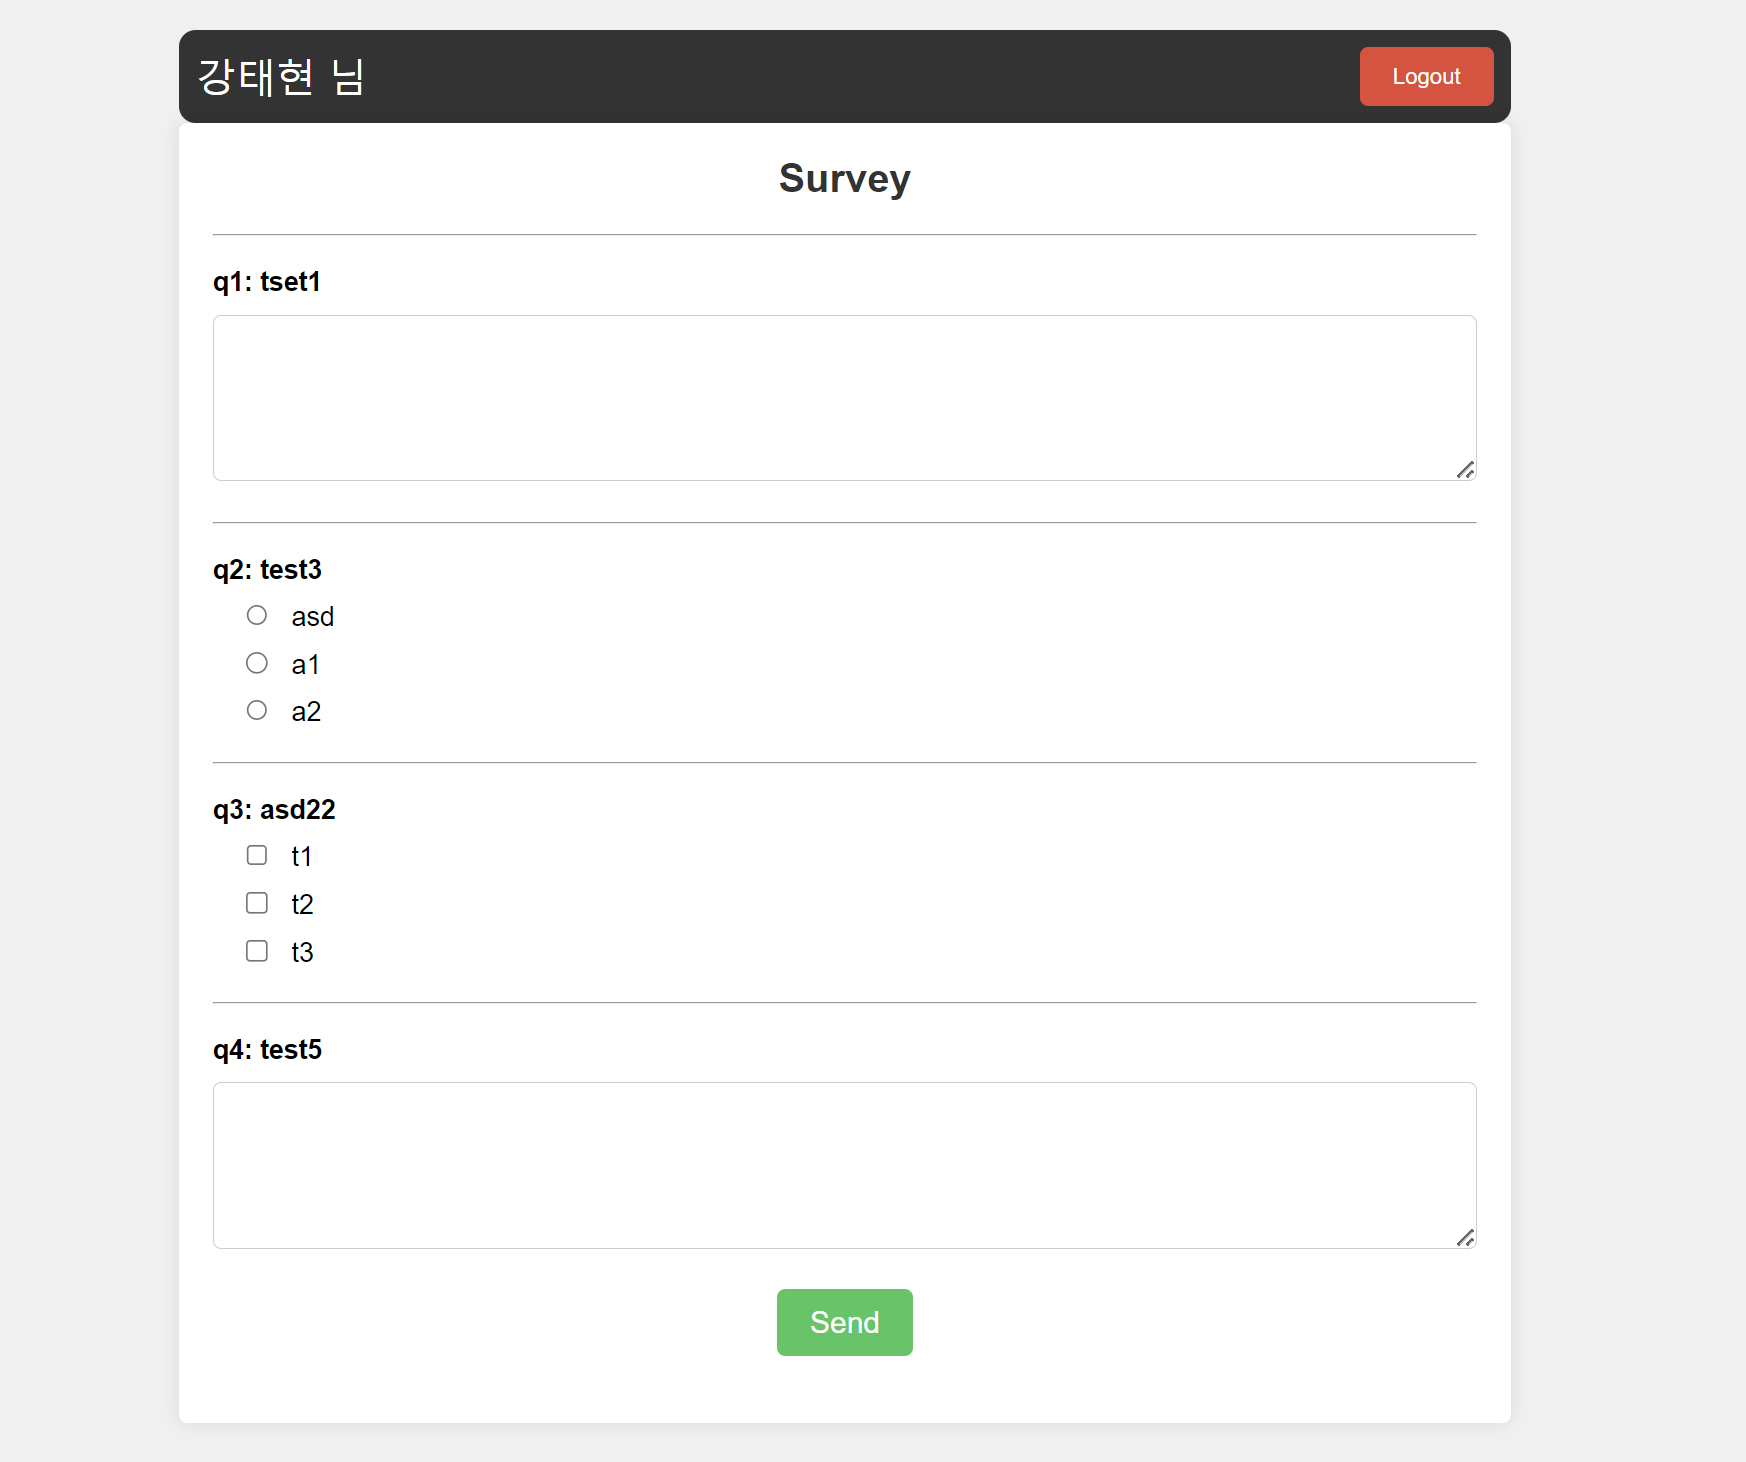 강태현 님
Logout
Survey
q1: tset1
q2: test3
asd
a1
a2
q3: asd22
t1
t2
t3
q4: test5
Send